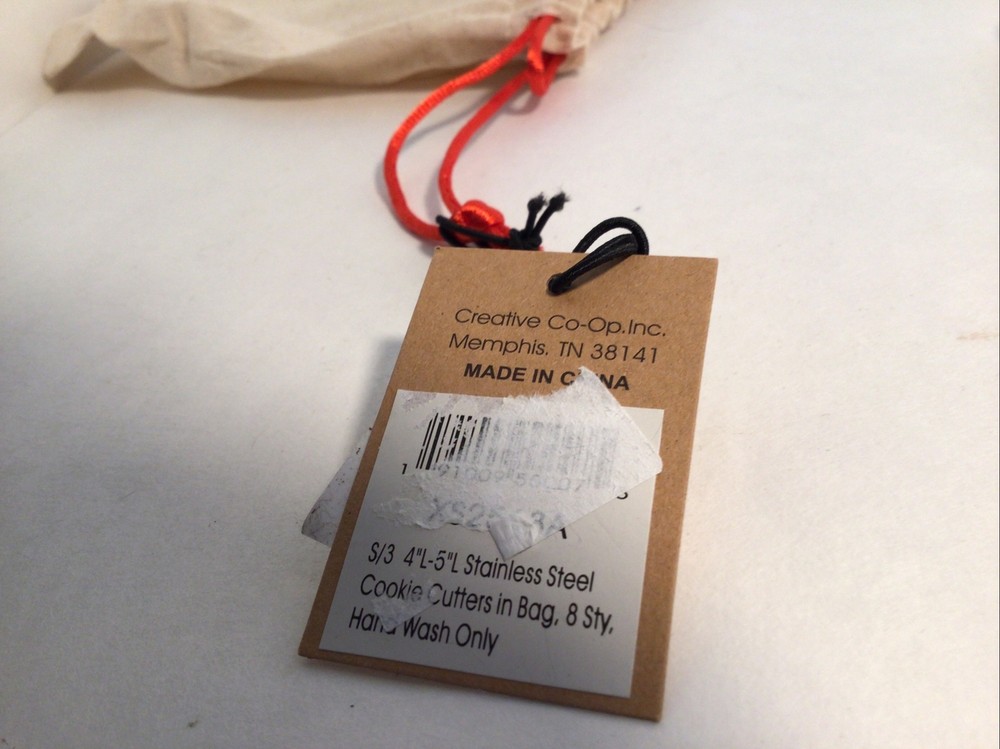 Creative Co-Op.Inc.
Memphis, TN 38141
MADE IN
1
S/3 4"L-5"L Stainless Steel
Cookie Cutters in Bag, 8 Sty,
Hand Wash Only